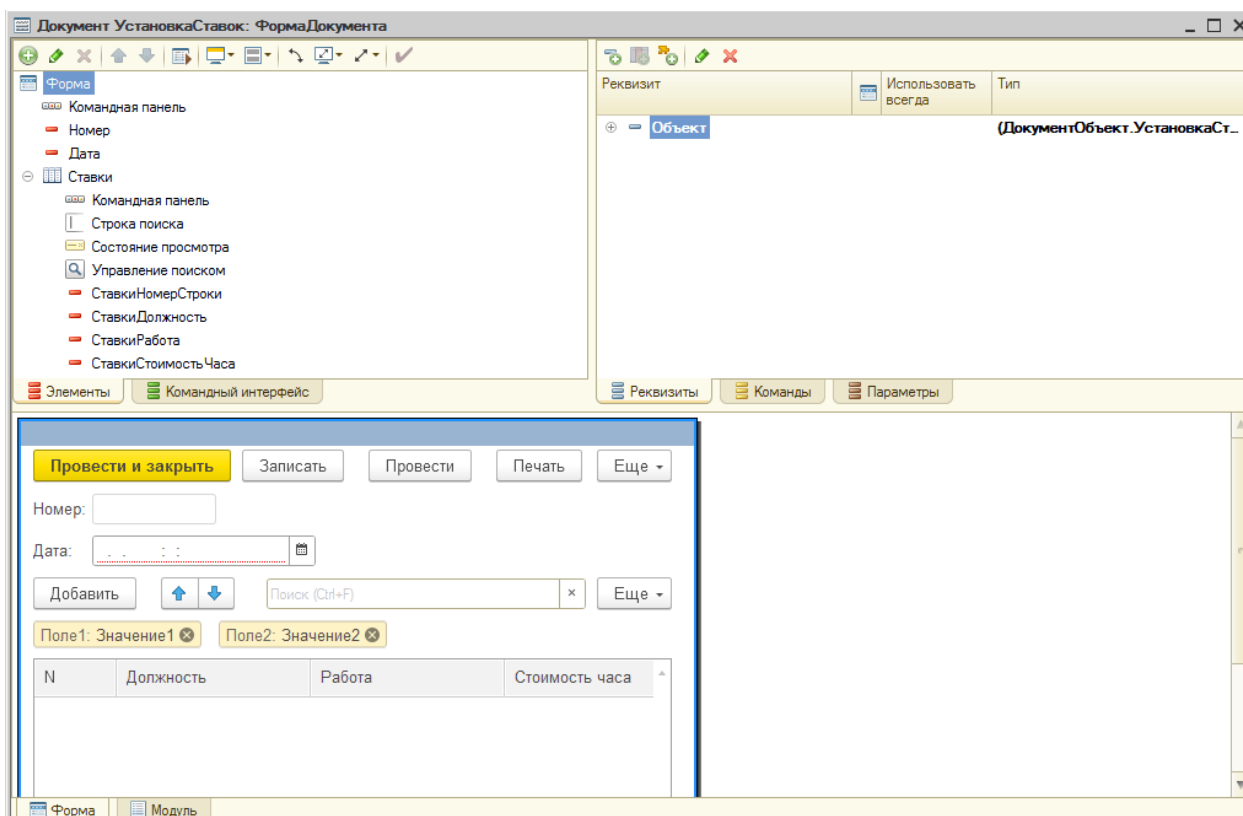 Документ УстановкаСтавок: ФормаДокумента
Форма
Командная панель
Номер
Дата
Ставки
Командная панель
Строка поиска
Состояние просмотра
Управление поиском
СтавкиНомерСтроки
СтавкиДолжность
СтавкиРабота
СтавкиСтоимостьЧаса
Элементы Командный интерфейс
Реквизит Использовать всегда Тип
Объект (ДокументОбъект.УстановкаСт...
Реквизиты Команды Параметры
Провести и закрыть Записать Провести Печать Еще
Номер:
Дата: . . : :
Добавить Поиск (Ctrl+F) × Еще
Поле1: Значение1 Поле2: Значение2
N Должность Работа Стоимость часа
Форма Модуль